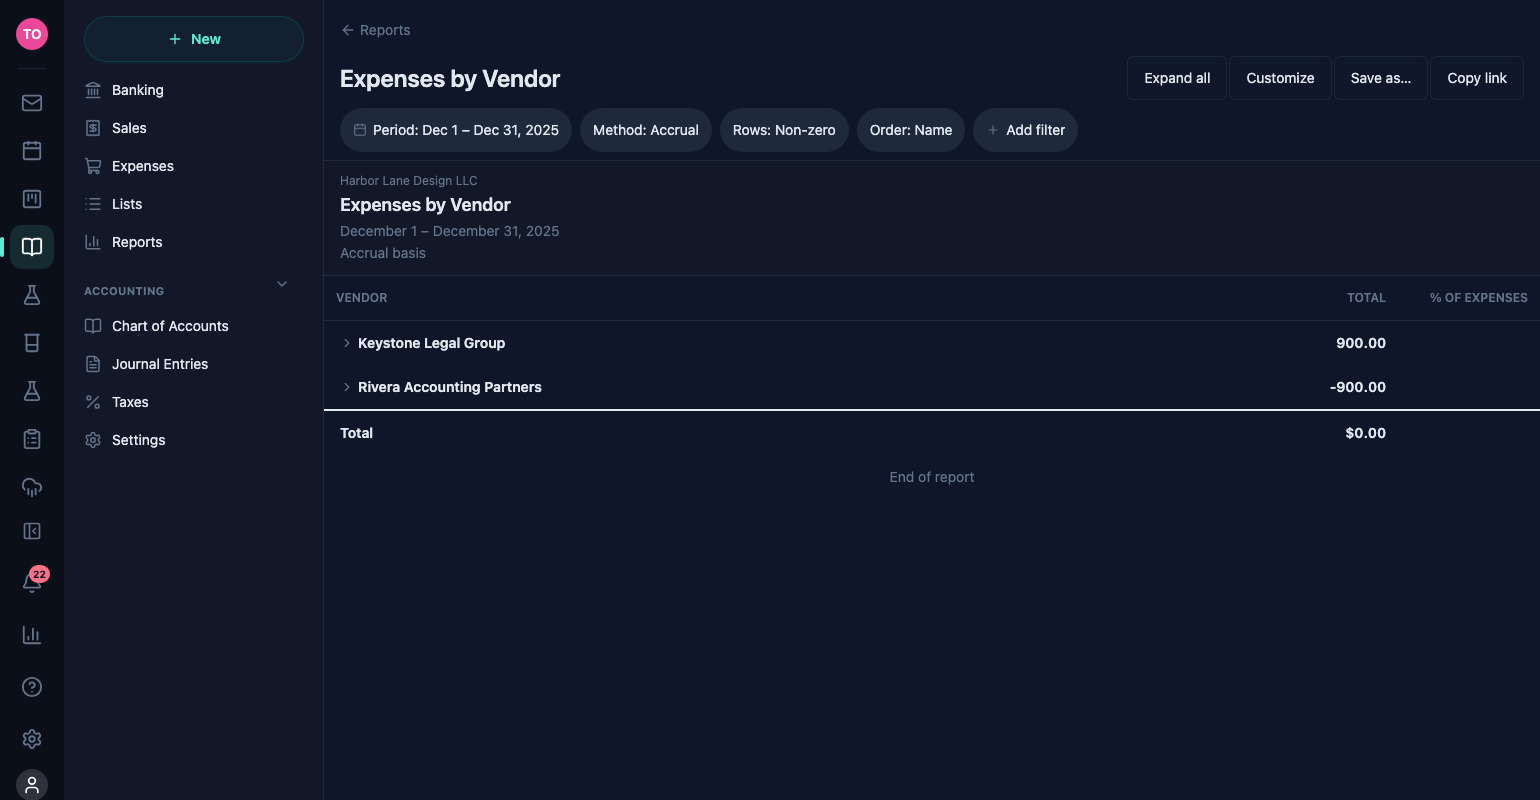 TO
22
+ New
Banking
Sales
Expenses
Lists
Reports
ACCOUNTING
Chart of Accounts
Journal Entries
Taxes
Settings
← Reports
Expenses by Vendor
Expand all Customize Save as... Copy link
Period: Dec 1 – Dec 31, 2025 Method: Accrual Rows: Non-zero Order: Name + Add filter
Harbor Lane Design LLC
Expenses by Vendor
December 1 – December 31, 2025
Accrual basis
VENDOR TOTAL % OF EXPENSES
Keystone Legal Group 900.00
Rivera Accounting Partners -900.00
Total $0.00
End of report